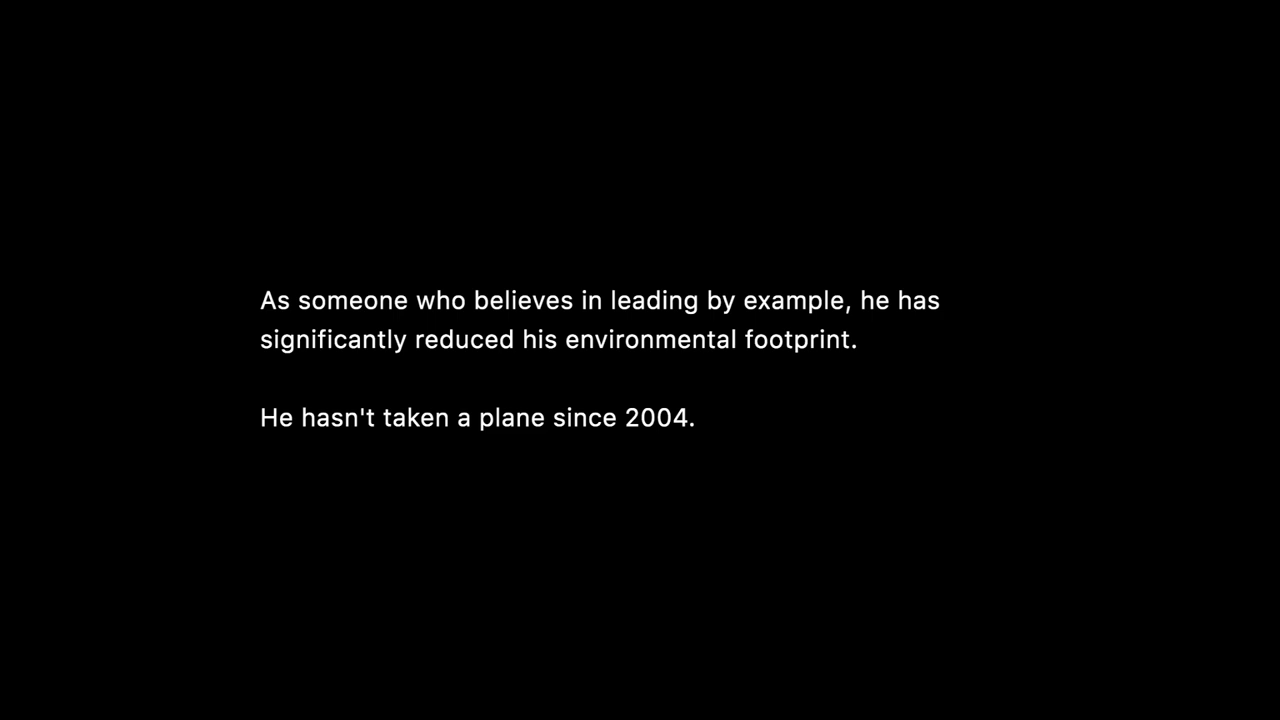 As someone who believes in leading by example, he has
significantly reduced his environmental footprint.
He hasn't taken a plane since 2004.